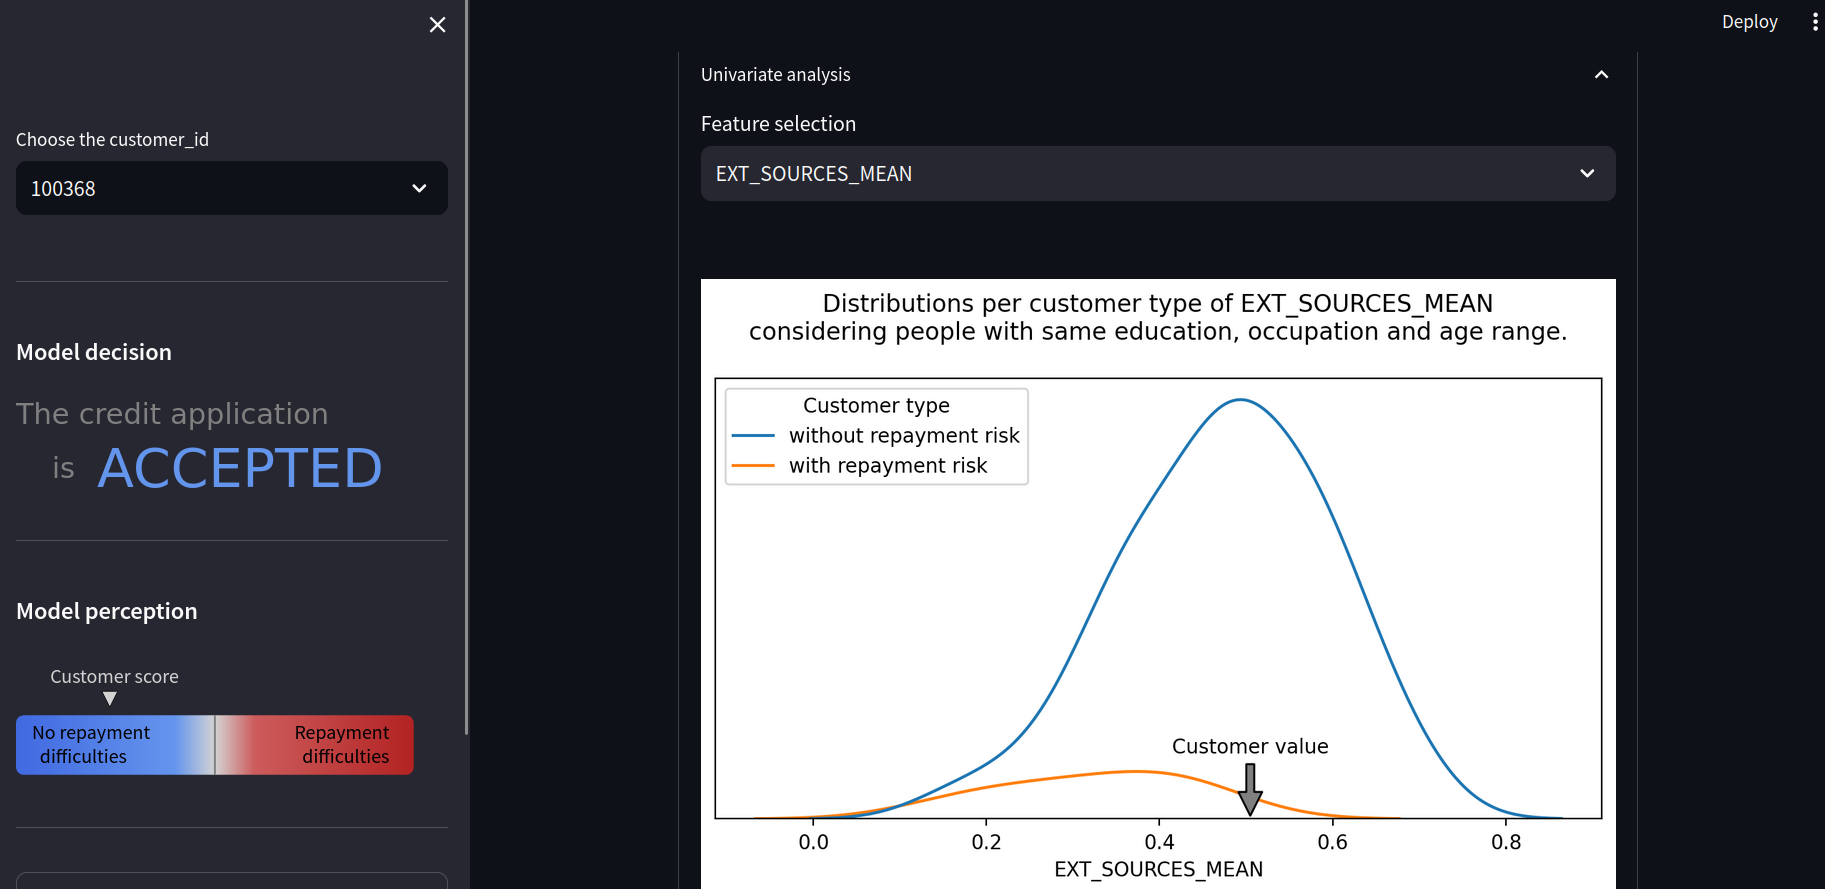 Choose the customer_id
100368
Model decision
The credit application
is ACCEPTED
Model perception
Customer score
No repayment
difficulties
Repayment
difficulties
Deploy
Univariate analysis
Feature selection
EXT_SOURCES_MEAN
Distributions per customer type of EXT_SOURCES_MEAN
considering people with same education, occupation and age range.
Customer type
without repayment risk
with repayment risk
Customer value
0.0 0.2 0.4 0.6 0.8
EXT_SOURCES_MEAN